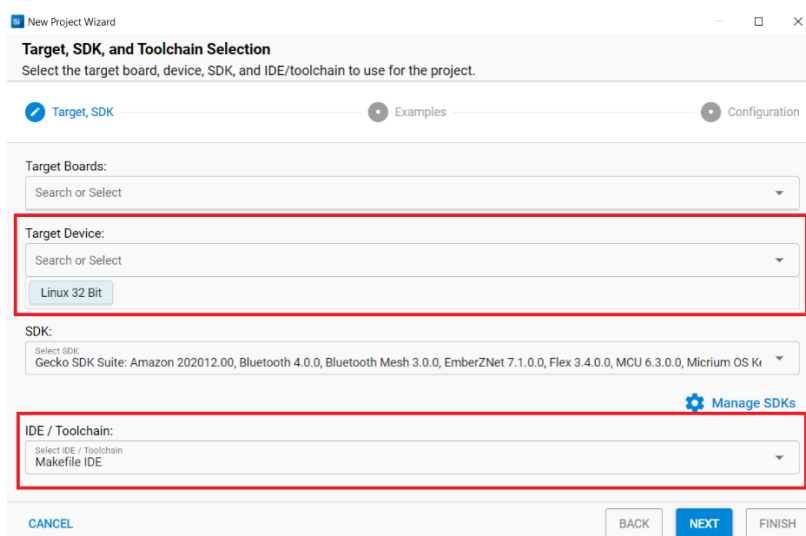 Si New Project Wizard
Target, SDK, and Toolchain Selection
Select the target board, device, SDK, and IDE/toolchain to use for the project.
Target, SDK
Examples
Configuration
Target Boards:
Search or Select
Target Device:
Search or Select
Linux 32 Bit
SDK:
Select SDK
Gecko SDK Suite: Amazon 202012.00, Bluetooth 4.0.0, Bluetooth Mesh 3.0.0, EmberZNet 7.1.0.0, Flex 3.4.0.0, MCU 6.3.0.0, Micrium OS Ke
Manage SDKs
IDE / Toolchain:
Select IDE / Toolchain
Makefile IDE
CANCEL
BACK
NEXT
FINISH